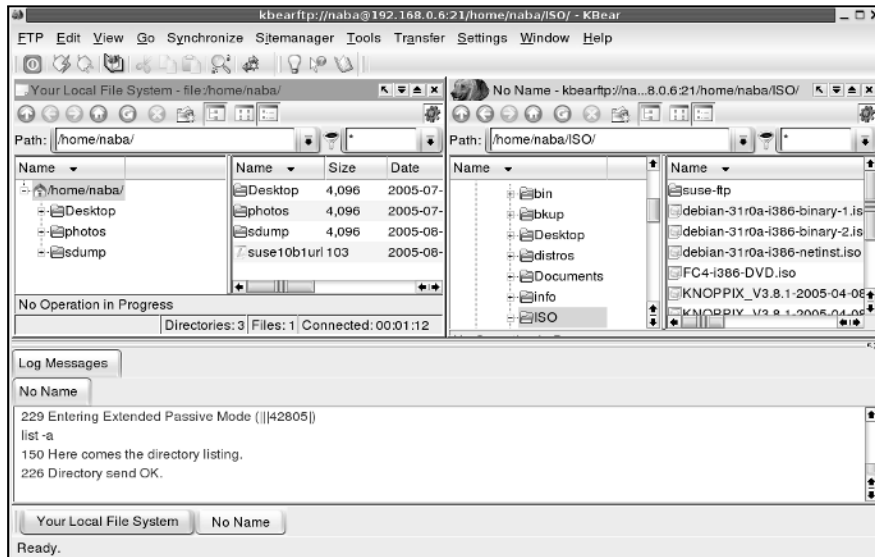 kbearftp://naba@192.168.0.6:21/home/naba/ISO/ - KBear
FTP Edit View Go Synchronize Sitemanager Tools Transfer Settings Window Help
Your Local File System - file:/home/naba/
Path: /home/naba/ *
Name
/home/naba/
Desktop
photos
sdump
Name Size Date
Desktop 4,096 2005-07-
photos 4,096 2005-07-
sdump 4,096 2005-08-
suse10b1url 103 2005-08-
No Operation in Progress
Directories: 3 Files: 1 Connected: 00:01:12
No Name - kbearftp://na...8.0.6:21/home/naba/ISO/
Path: /home/naba/ISO/ *
Name
bin
bkup
Desktop
distros
Documents
info
ISO
Name
suse-ftp
debian-31r0a-i386-binary-1.is
debian-31r0a-i386-binary-2.is
debian-31r0a-i386-netinst.iso
FC4-i386-DVD.iso
KNOPPIX_V3.8.1-2005-04-08
KNOPPIX_V3.8.1-2005-04-08
Log Messages
No Name
229 Entering Extended Passive Mode (|||42805|)
list -a
150 Here comes the directory listing.
226 Directory send OK.
Your Local File System No Name
Ready.